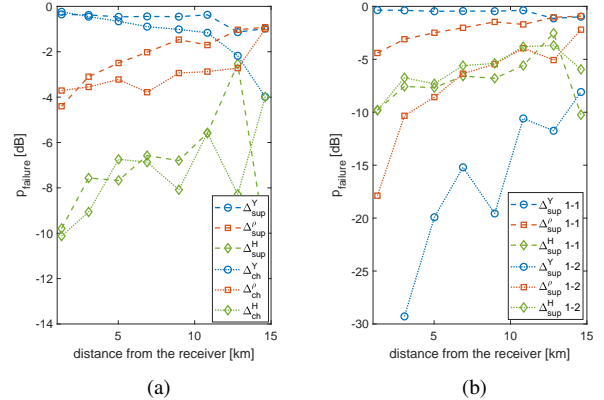 0
-2
-4
-6
-8
-10
-12
-14
p_failure [dB]
0 5 10 15
distance from the receiver [km]
Δ^Y_sup
Δ^ρ_sup
Δ^H_sup
Δ^Y_ch
Δ^ρ_ch
Δ^H_ch
(a)
0
-5
-10
-15
-20
-25
-30
p_failure [dB]
5 10 15
distance from the receiver [km]
Δ^Y_sup 1-1
Δ^ρ_sup 1-1
Δ^H_sup 1-1
Δ^Y_sup 1-2
Δ^ρ_sup 1-2
Δ^H_sup 1-2
(b)